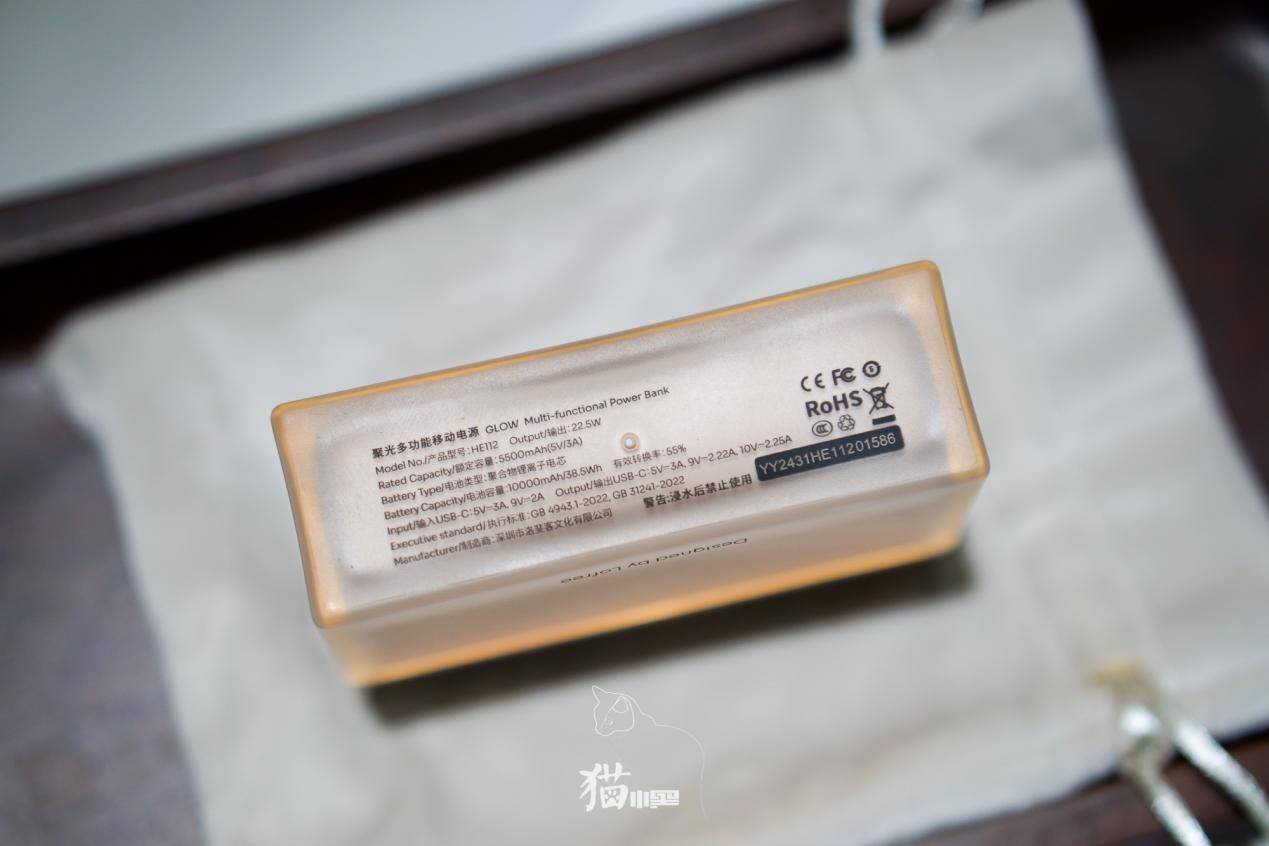 聚光多功能移动电源 GLOW Multi-functional Power Bank
Model No./产品型号:HE112 Output/输出:22.5W
Rated Capacity/额定容量:5500mAh(5V/3A)
Battery Type/电池类型:聚合物锂离子电芯
Battery Capacity/电池容量:10000mAh/38.5Wh 有效转换率:55%
Input/输入USB-C:5V⎓3A, 9V⎓2A Output/输出USB-C:5V⎓3A, 9V⎓2.22A, 10V⎓2.25A
Executive standard/执行标准:GB 4943.1-2022, GB 31241-2022
Manufacturer/制造商:深圳市洛斐客文化有限公司 警告:浸水后禁止使用
CE FC
RoHS
CCC
YY2431HE11201586
Designed by Lofree
猫小黑